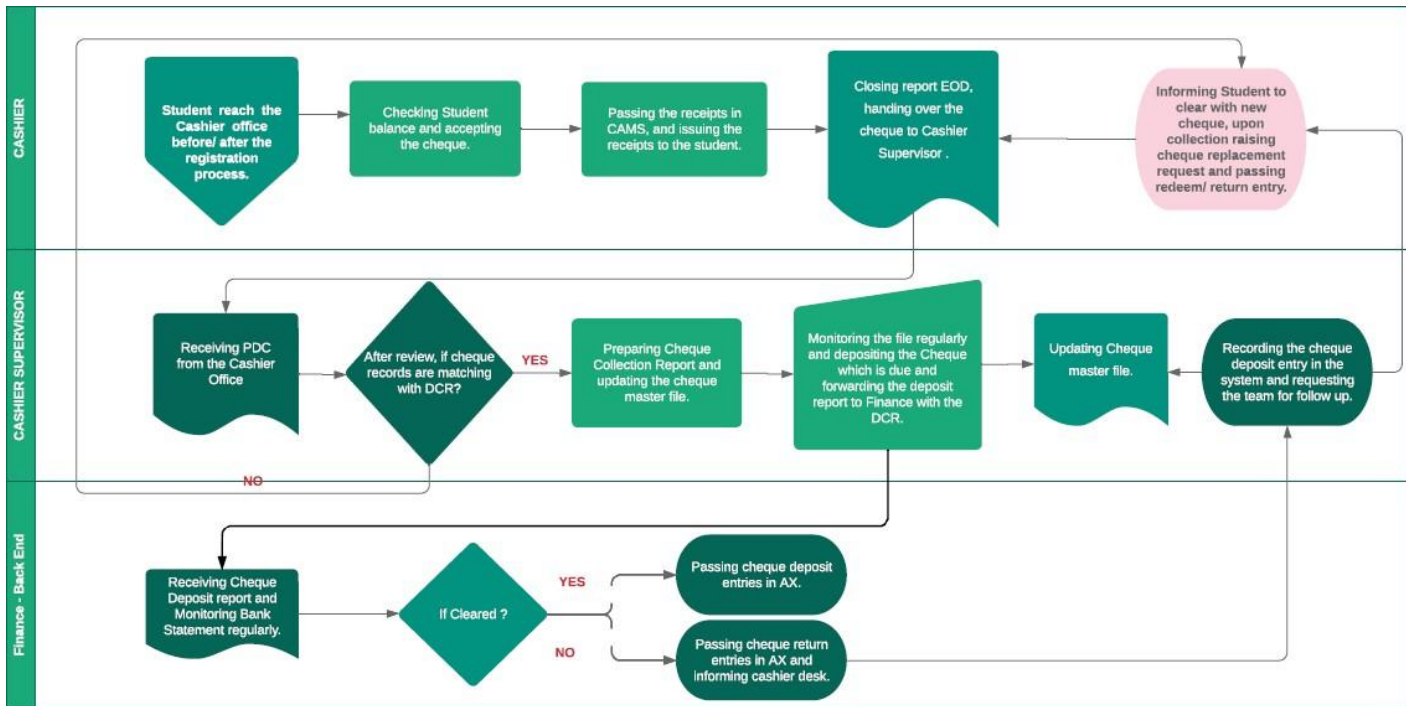 CASHIER
Student reach the
Cashier office
before/ after the
registration
process.
Checking Student
balance and accepting
the cheque.
Passing the receipts in
CAMS, and issuing the
receipts to the student.
Closing report EOD,
handing over the
cheque to Cashier
Supervisor .
Informing Student to
clear with new
cheque, upon
collection raising
cheque replacement
request and passing
redeem/ return entry.
CASHIER SUPERVISOR
Receiving PDC
from the Cashier
Office
After review, if cheque
records are matching
with DCR?
YES
NO
Preparing Cheque
Collection Report and
updating the cheque
master file.
Monitoring the file regularly
and depositing the Cheque
which is due and
forwarding the deposit
report to Finance with the
DCR.
Updating Cheque
master file.
Recording the cheque
deposit entry in the
system and requesting
the team for follow up.
Finance - Back End
Receiving Cheque
Deposit report and
Monitoring Bank
Statement regularly.
If Cleared ?
YES
NO
Passing cheque deposit
entries in AX.
Passing cheque return
entries in AX and
informing cashier desk.